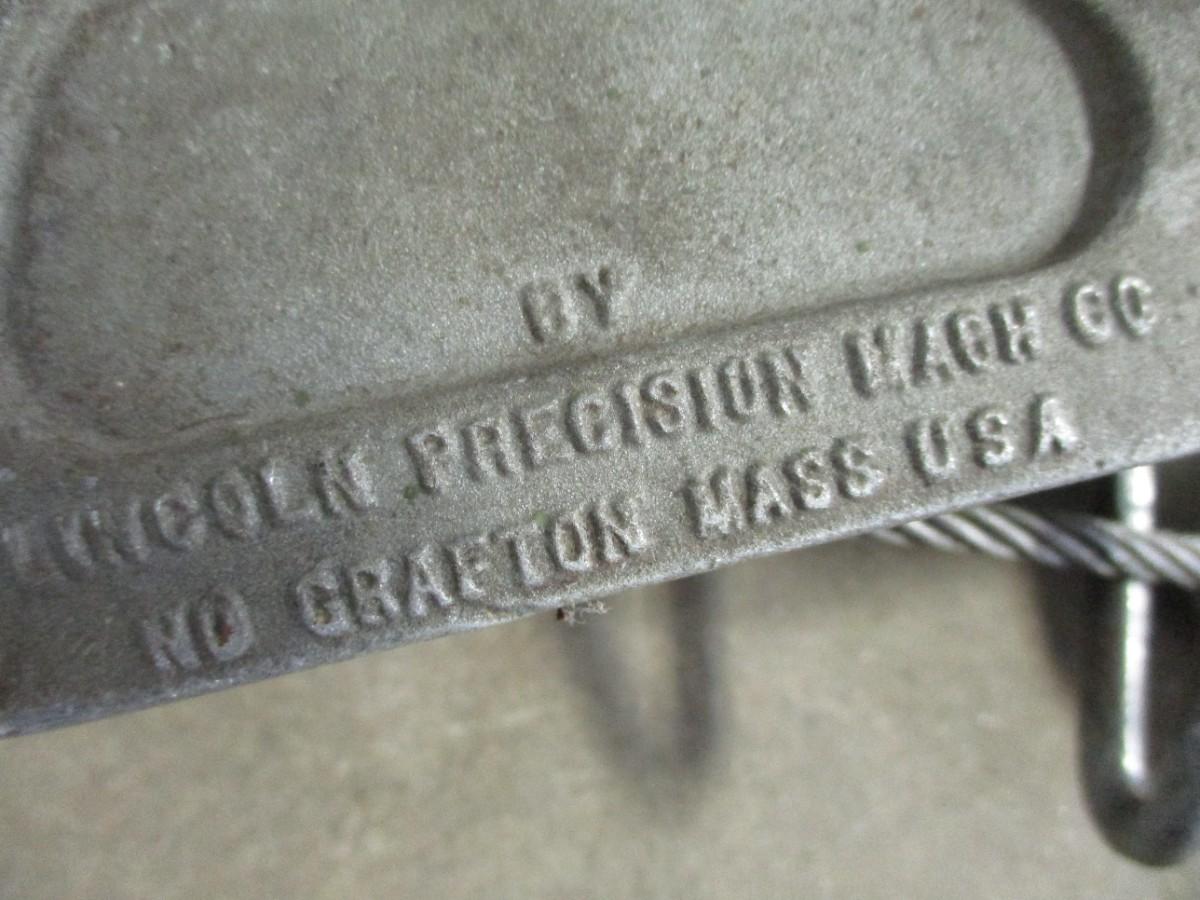 BY
LINCOLN PRECISION MACH CO
NO GRAFTON MASS USA